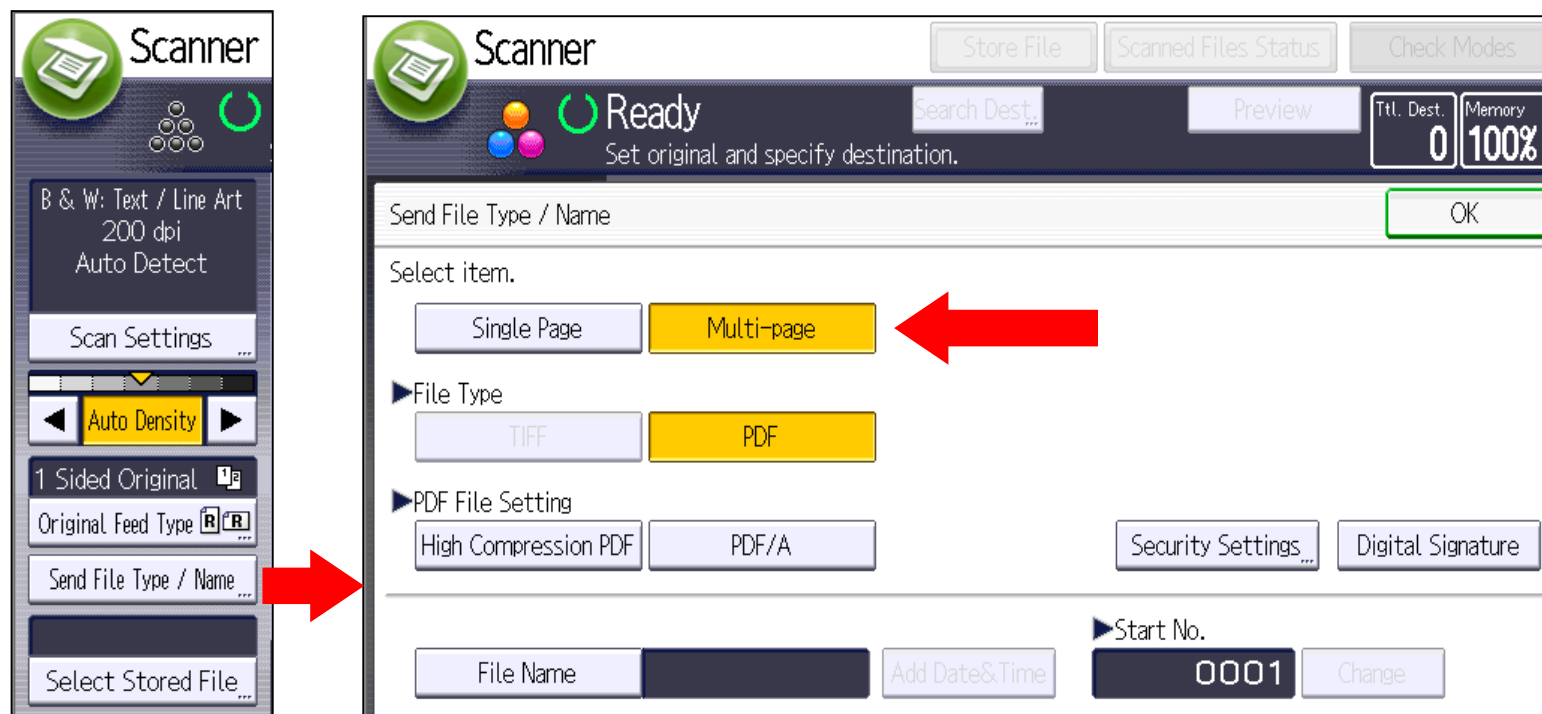 Scanner
B & W: Text / Line Art
200 dpi
Auto Detect
Scan Settings
Auto Density
1 Sided Original
Original Feed Type
Send File Type / Name
Select Stored File
Scanner
Store File
Scanned Files Status
Check Modes
Ready
Search Dest.
Preview
Ttl. Dest.
0
Memory
100%
Set original and specify destination.
Send File Type / Name
OK
Select item.
Single Page
Multi-page
▶File Type
TIFF
PDF
▶PDF File Setting
High Compression PDF
PDF/A
Security Settings
Digital Signature
▶Start No.
File Name
Add Date&Time
0001
Change